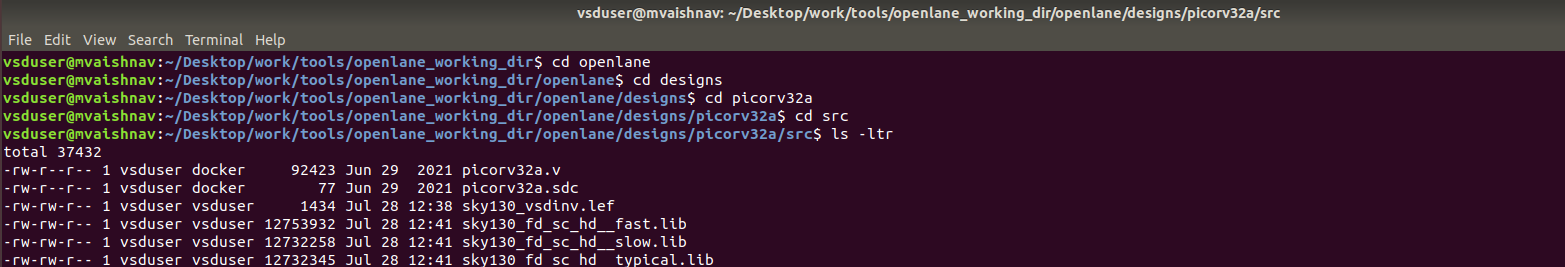 vsduser@mvaishnav: ~/Desktop/work/tools/openlane_working_dir/openlane/designs/picorv32a/src
File Edit View Search Terminal Help
vsduser@mvaishnav:~/Desktop/work/tools/openlane_working_dir$ cd openlane
vsduser@mvaishnav:~/Desktop/work/tools/openlane_working_dir/openlane$ cd designs
vsduser@mvaishnav:~/Desktop/work/tools/openlane_working_dir/openlane/designs$ cd picorv32a
vsduser@mvaishnav:~/Desktop/work/tools/openlane_working_dir/openlane/designs/picorv32a$ cd src
vsduser@mvaishnav:~/Desktop/work/tools/openlane_working_dir/openlane/designs/picorv32a/src$ ls -ltr
total 37432
-rw-r--r-- 1 vsduser docker     92423 Jun 29  2021 picorv32a.v
-rw-r--r-- 1 vsduser docker        77 Jun 29  2021 picorv32a.sdc
-rw-rw-r-- 1 vsduser vsduser     1434 Jul 28 12:38 sky130_vsdinv.lef
-rw-rw-r-- 1 vsduser vsduser 12753932 Jul 28 12:41 sky130_fd_sc_hd__fast.lib
-rw-rw-r-- 1 vsduser vsduser 12732258 Jul 28 12:41 sky130_fd_sc_hd__slow.lib
-rw-rw-r-- 1 vsduser vsduser 12732345 Jul 28 12:41 sky130_fd_sc_hd__typical.lib